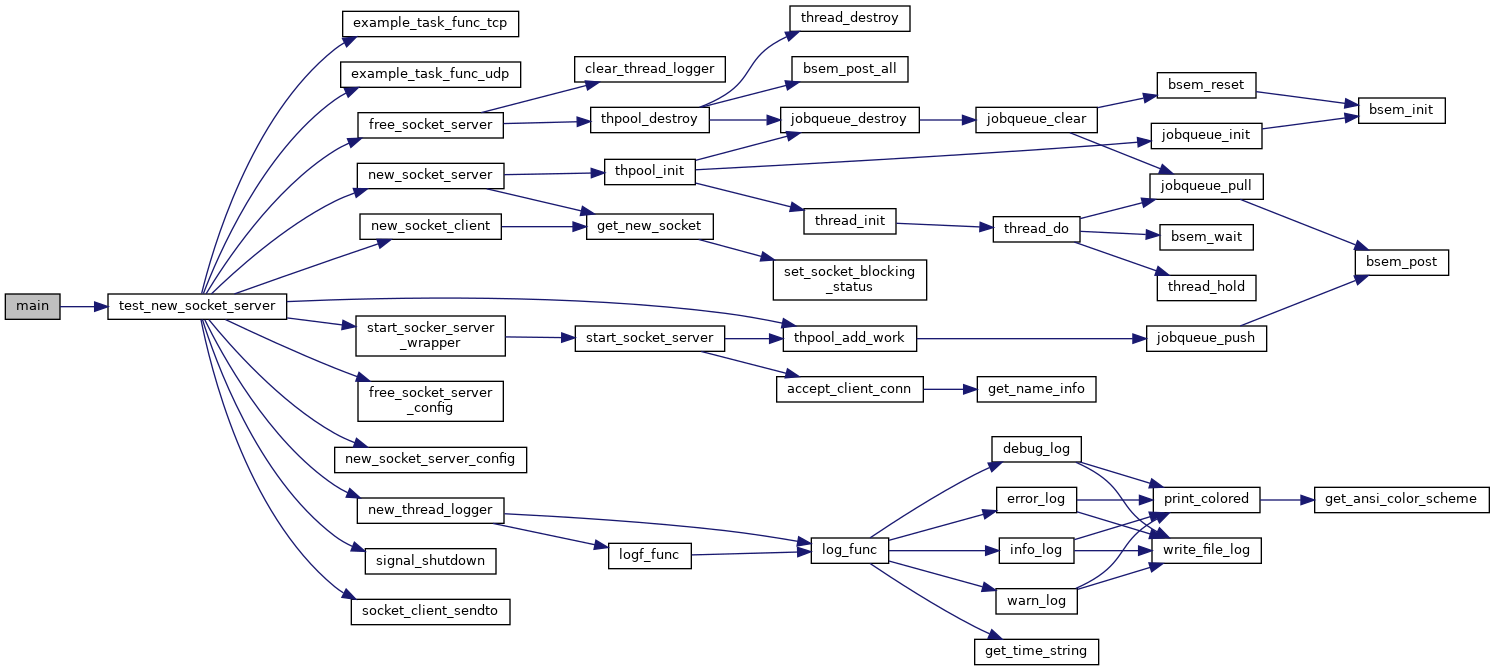 main
test_new_socket_server
example_task_func_tcp
example_task_func_udp
free_socket_server
new_socket_server
new_socket_client
start_socker_server
_wrapper
free_socket_server
_config
new_socket_server_config
new_thread_logger
signal_shutdown
socket_client_sendto
clear_thread_logger
thpool_destroy
thpool_init
get_new_socket
start_socket_server
logf_func
thread_destroy
bsem_post_all
jobqueue_destroy
thread_init
set_socket_blocking
_status
thpool_add_work
accept_client_conn
log_func
jobqueue_clear
thread_do
get_name_info
debug_log
error_log
info_log
warn_log
get_time_string
bsem_reset
jobqueue_init
jobqueue_pull
bsem_wait
thread_hold
jobqueue_push
print_colored
write_file_log
bsem_init
bsem_post
get_ansi_color_scheme